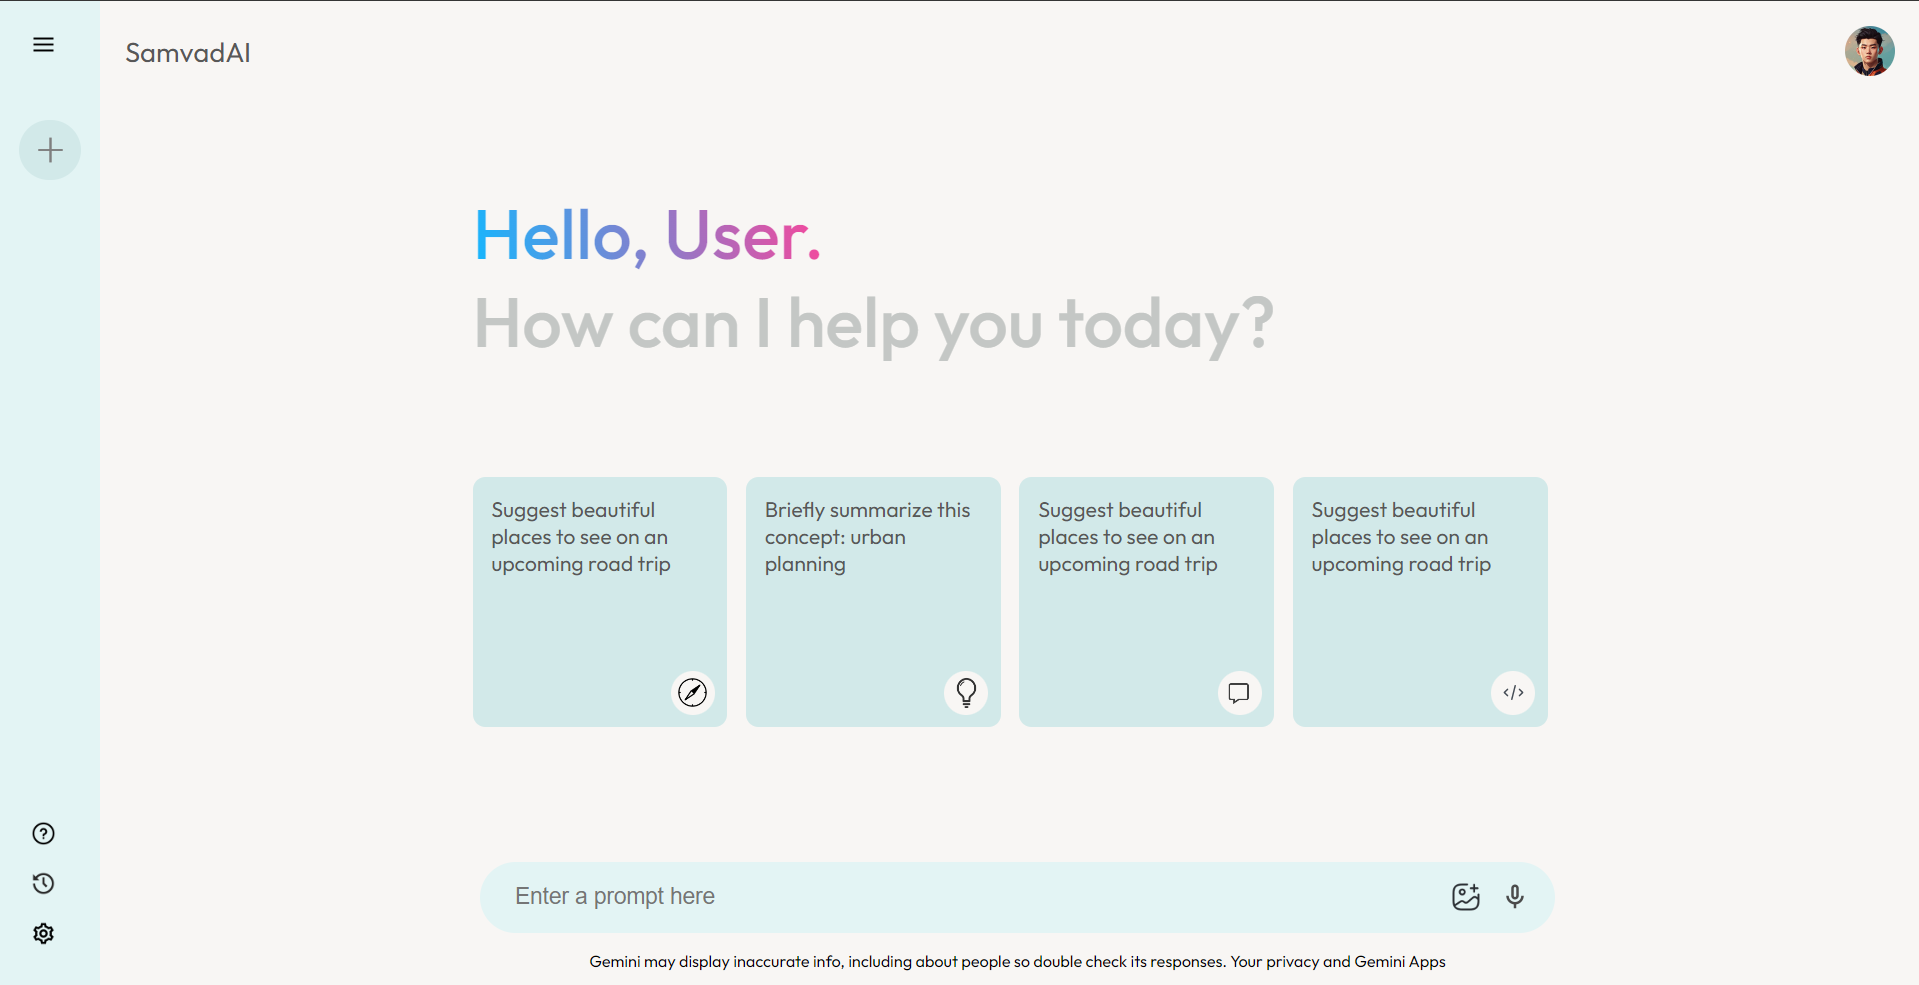 SamvadAI
Hello, User.
How can I help you today?
Suggest beautiful
places to see on an
upcoming road trip
Briefly summarize this
concept: urban
planning
Suggest beautiful
places to see on an
upcoming road trip
Suggest beautiful
places to see on an
upcoming road trip
Enter a prompt here
Gemini may display inaccurate info, including about people so double check its responses. Your privacy and Gemini Apps